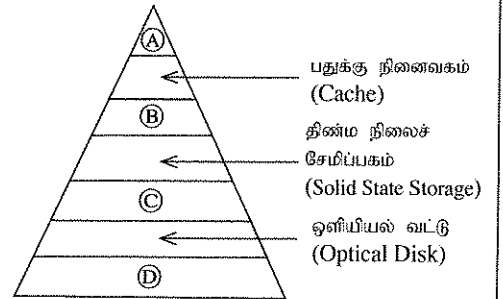 A
பதுக்கு நினைவகம்
(Cache)
B
திண்ம நிலைச்
சேமிப்பகம்
(Solid State Storage)
C
ஒளியியல் வட்டு
(Optical Disk)
D